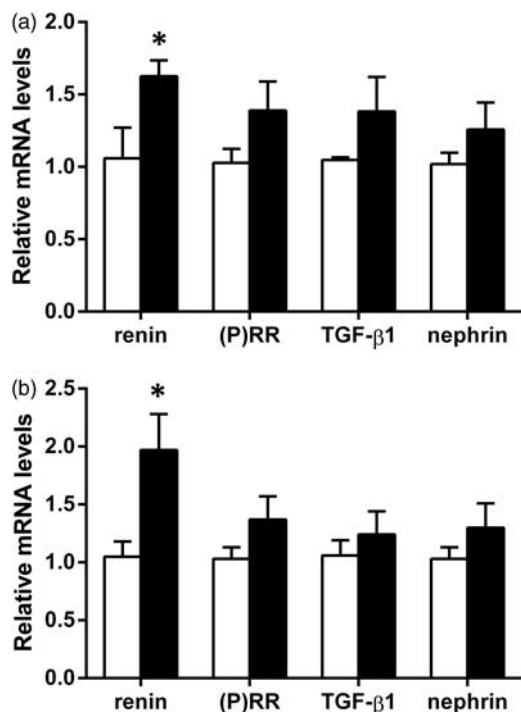 (a)
Relative mRNA levels
2.0
*
1.5
1.0
0.5
0.0
renin (P)RR TGF-β1 nephrin
(b)
Relative mRNA levels
2.5
*
2.0
1.5
1.0
0.5
0.0
renin (P)RR TGF-β1 nephrin